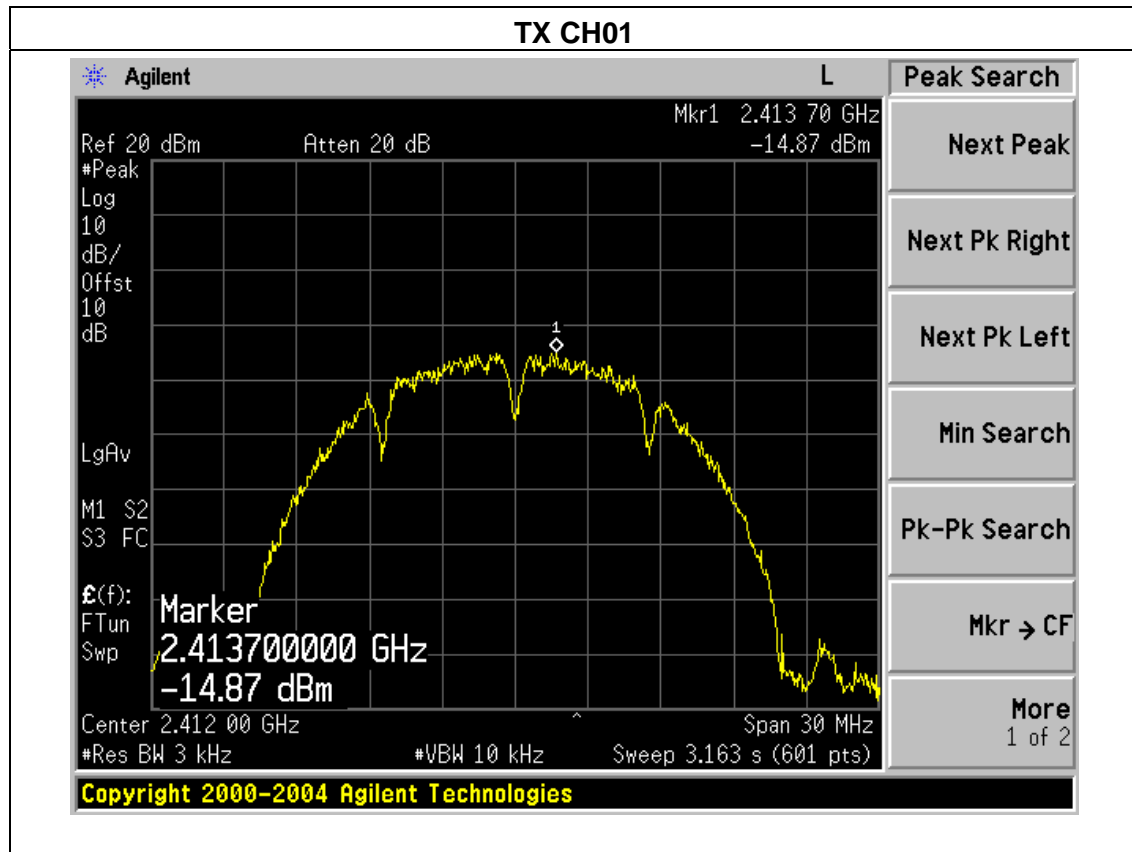 TX CH01
Agilent L
Peak Search
Mkr1 2.413 70 GHz
Ref 20 dBm Atten 20 dB -14.87 dBm
#Peak
Log
10
dB/
Offst
10
dB
1
LgAv
M1 S2
S3 FC
£(f):
FTun
Swp
Marker
2.413700000 GHz
-14.87 dBm
Center 2.412 00 GHz ^ Span 30 MHz
#Res BW 3 kHz #VBW 10 kHz Sweep 3.163 s (601 pts)
Next Peak
Next Pk Right
Next Pk Left
Min Search
Pk-Pk Search
Mkr → CF
More
1 of 2
Copyright 2000-2004 Agilent Technologies